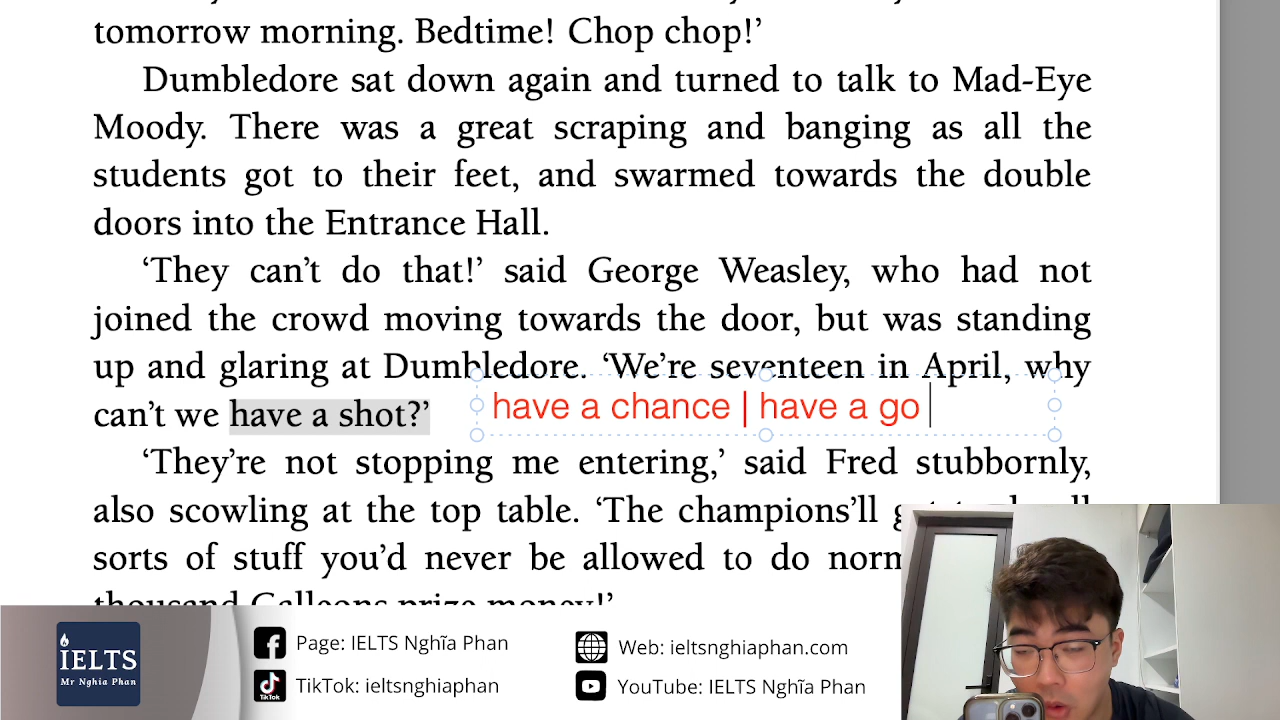 tomorrow morning. Bedtime! Chop chop!’
Dumbledore sat down again and turned to talk to Mad-Eye
Moody. There was a great scraping and banging as all the
students got to their feet, and swarmed towards the double
doors into the Entrance Hall.
‘They can’t do that!’ said George Weasley, who had not
joined the crowd moving towards the door, but was standing
up and glaring at Dumbledore. ‘We’re seventeen in April, why
can’t we have a shot?’ have a chance | have a go
‘They’re not stopping me entering,’ said Fred stubbornly,
also scowling at the top table. ‘The champions’ll
sorts of stuff you’d never be allowed to do
thousand Galleons prize money!’
IELTS
Mr Nghia Phan
Page: IELTS Nghĩa Phan
TikTok
TikTok: ieltsnghiaphan
Web: ieltsnghiaphan.com
YouTube: IELTS Nghĩa Phan